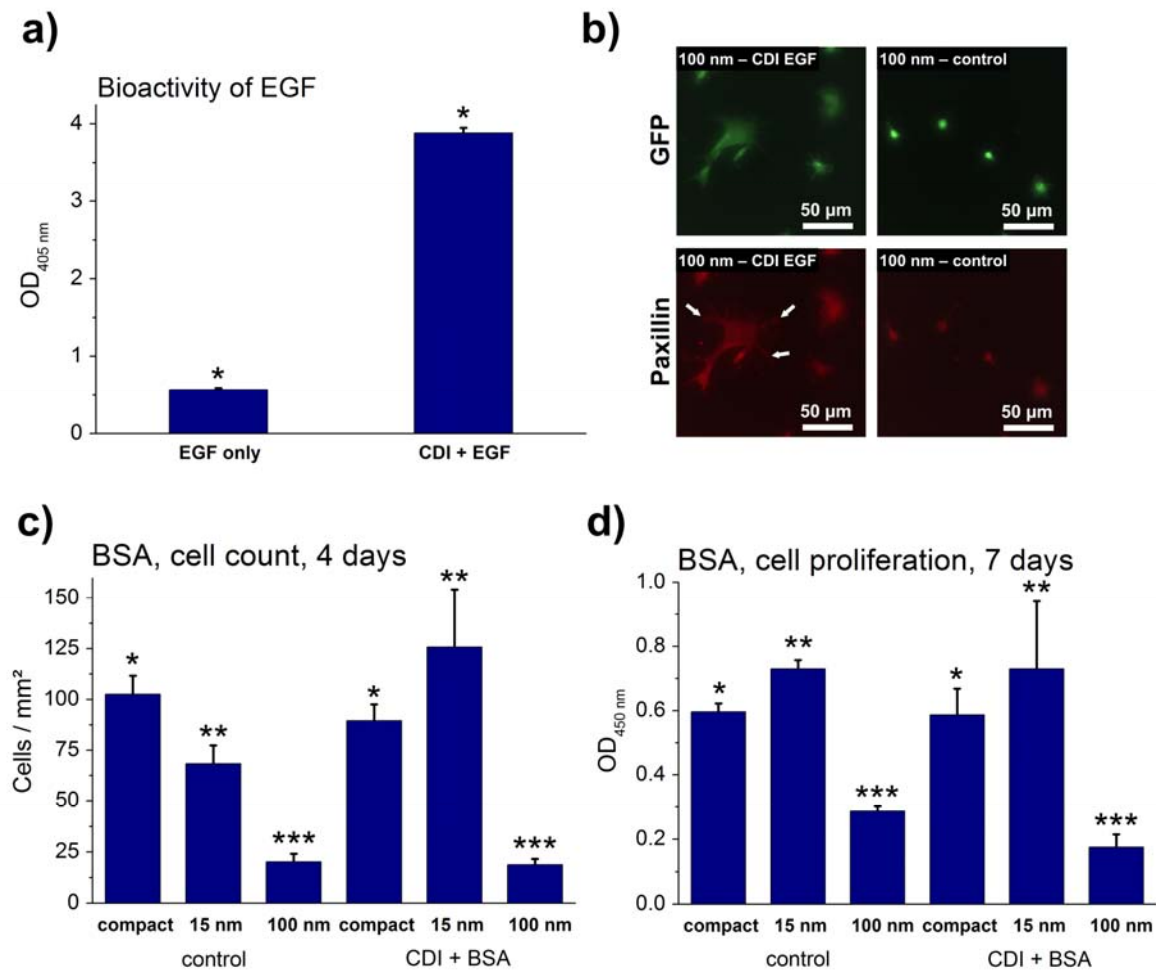 a)
Bioactivity of EGF
4
3
2
1
0
OD405 nm
*
*
EGF only
CDI + EGF
b)
100 nm – CDI EGF
100 nm – control
GFP
50 µm
50 µm
100 nm – CDI EGF
100 nm – control
Paxillin
50 µm
50 µm
c)
BSA, cell count, 4 days
150
125
100
75
50
25
0
Cells / mm²
*
**
***
*
**
***
compact 15 nm 100 nm compact 15 nm 100 nm
control CDI + BSA
d)
BSA, cell proliferation, 7 days
1.0
0.8
0.6
0.4
0.2
0.0
OD450 nm
*
**
***
*
**
***
compact 15 nm 100 nm compact 15 nm 100 nm
control CDI + BSA